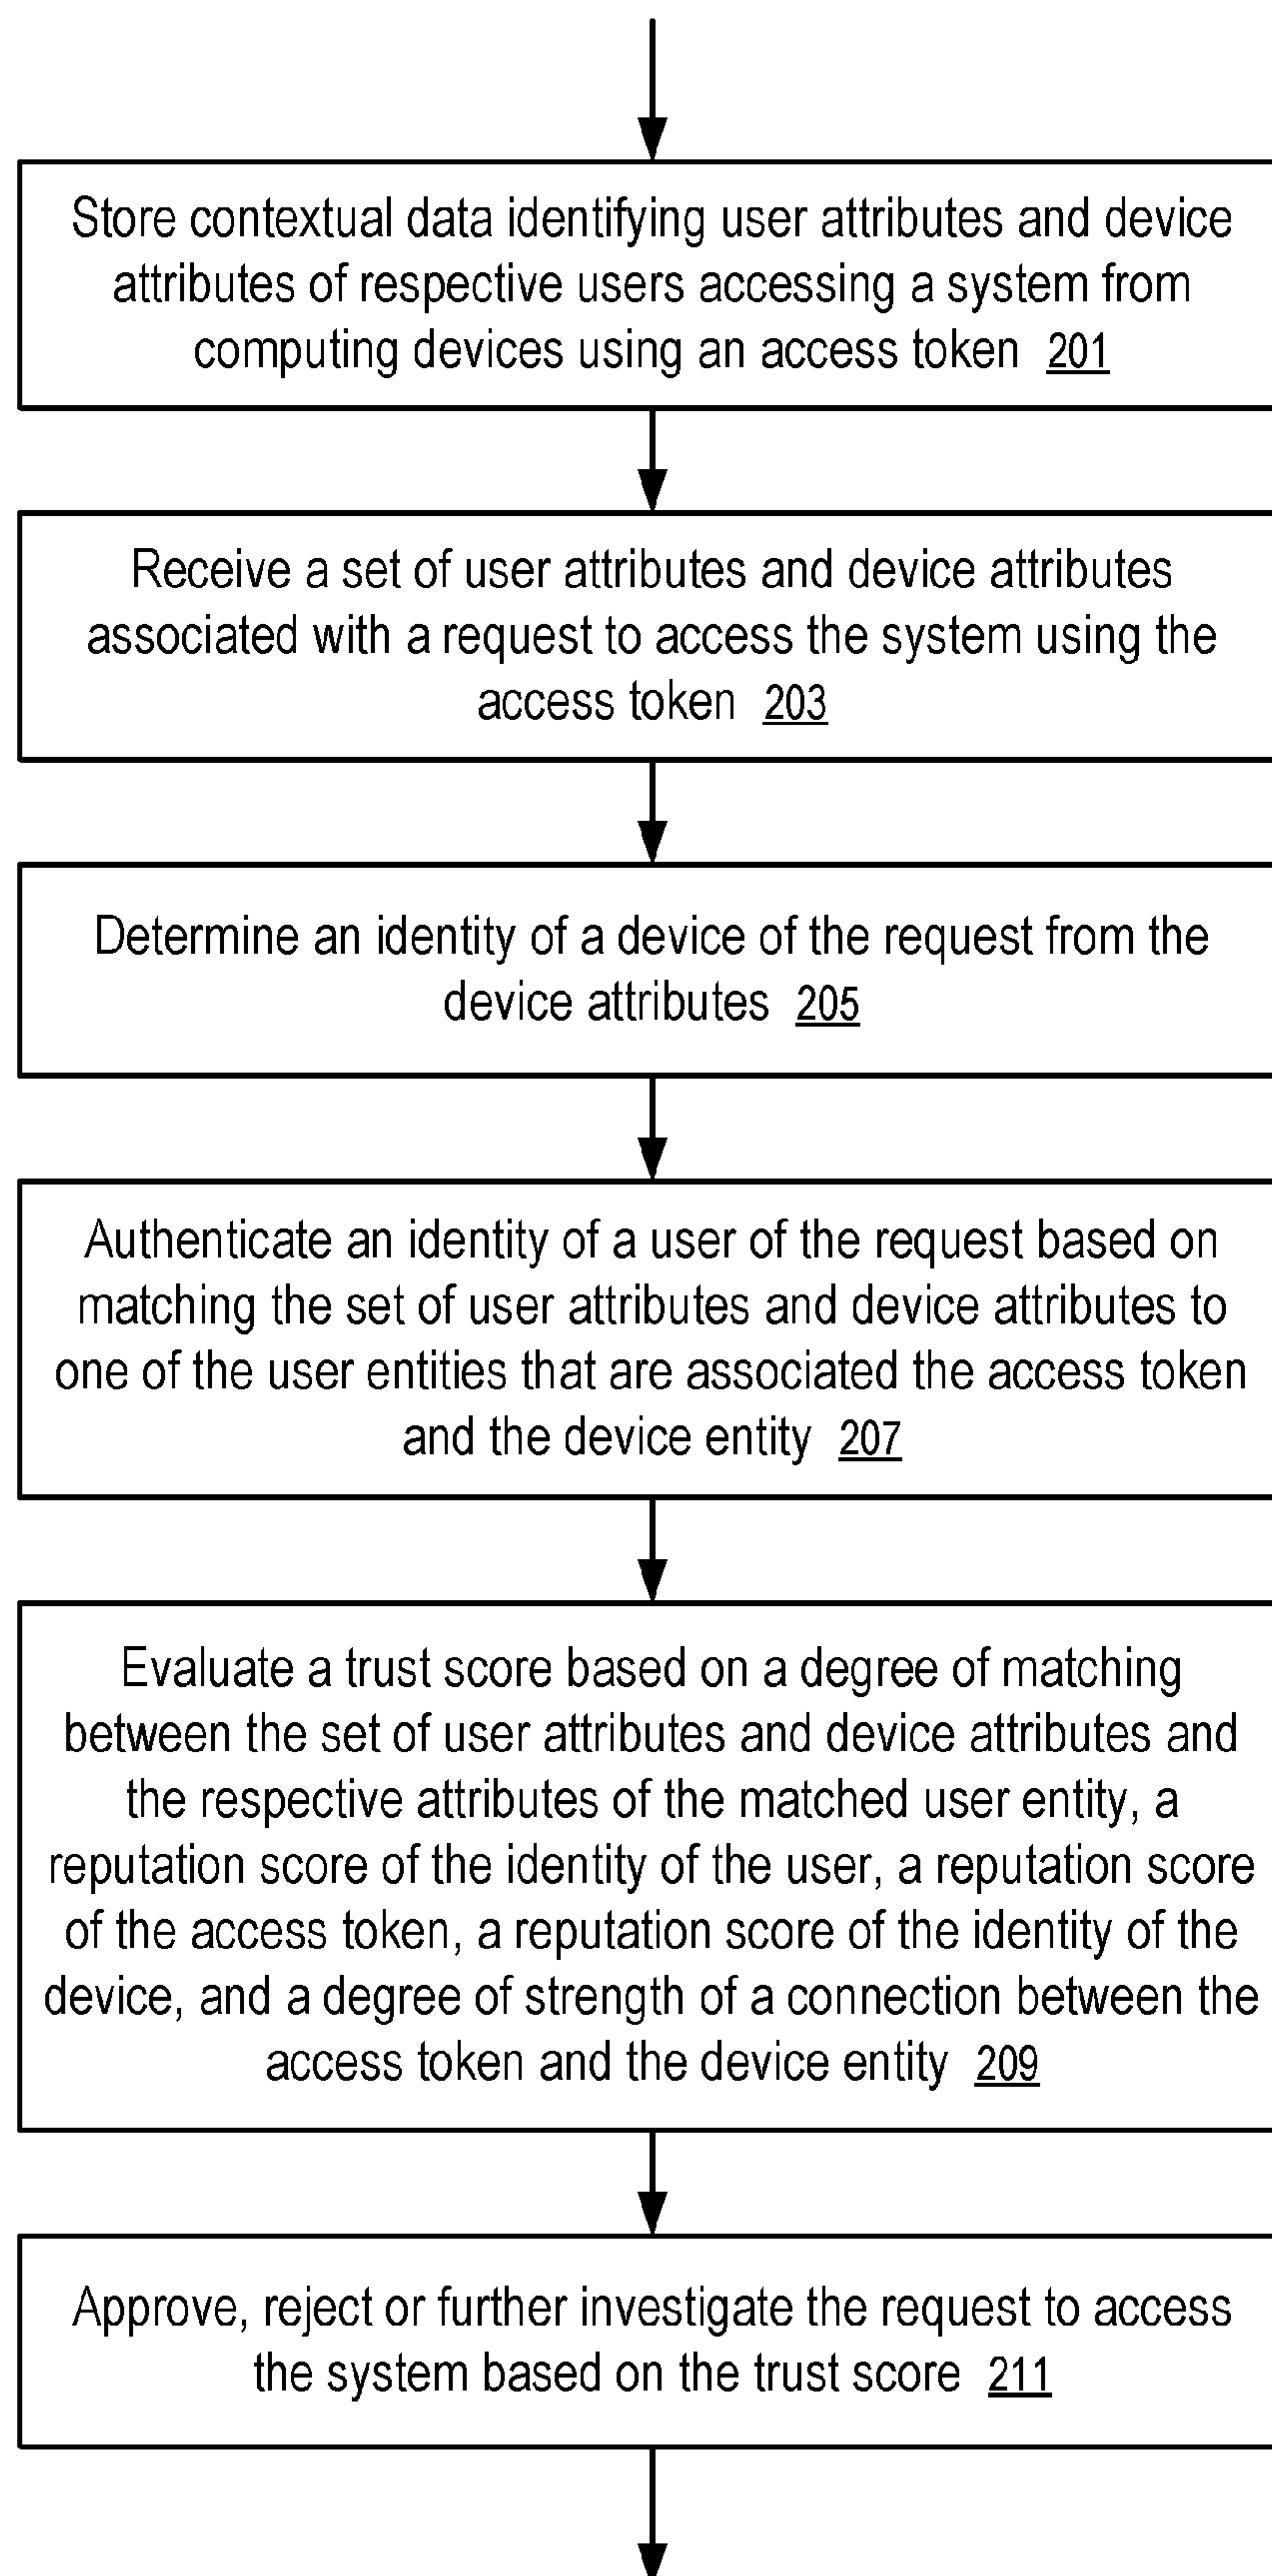 Store contextual data identifying user attributes and device
attributes of respective users accessing a system from
computing devices using an access token 201
Receive a set of user attributes and device attributes
associated with a request to access the system using the
access token 203
Determine an identity of a device of the request from the
device attributes 205
Authenticate an identity of a user of the request based on
matching the set of user attributes and device attributes to
one of the user entities that are associated the access token
and the device entity 207
Evaluate a trust score based on a degree of matching
between the set of user attributes and device attributes and
the respective attributes of the matched user entity, a
reputation score of the identity of the user, a reputation score
of the access token, a reputation score of the identity of the
device, and a degree of strength of a connection between the
access token and the device entity 209
Approve, reject or further investigate the request to access
the system based on the trust score 211